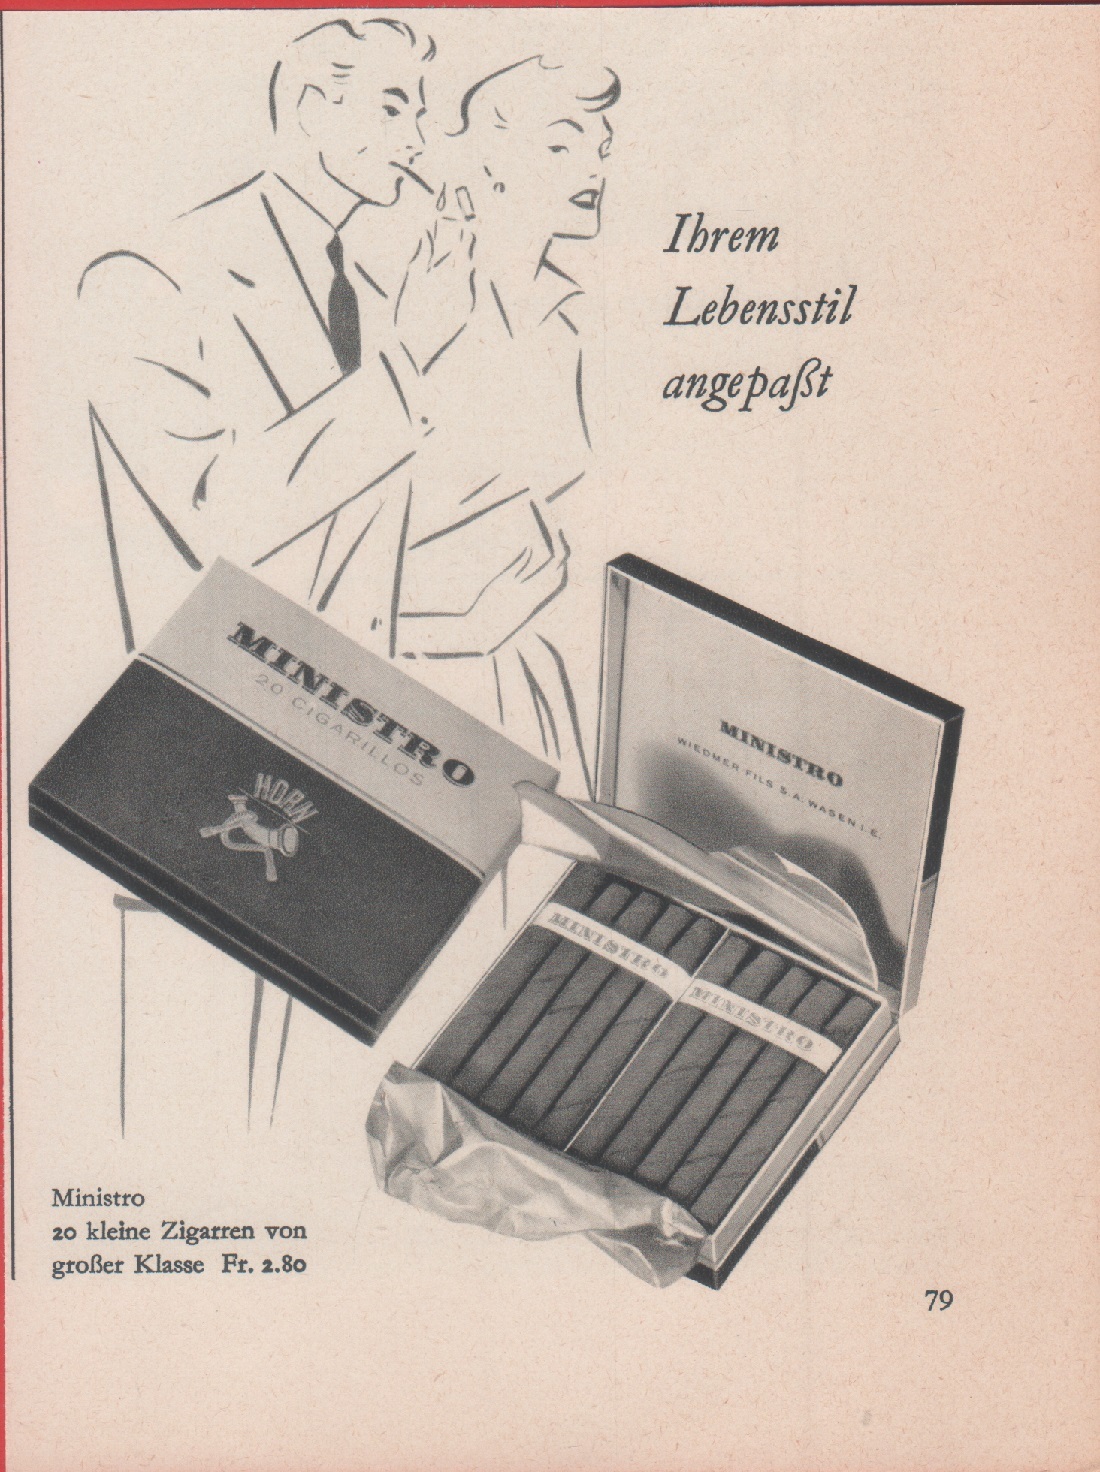 Ihrem
Lebensstil
angepaßt
MINISTRO
20 CIGARILLOS
HORN
MINISTRO
WIEDMER FILS S.A. WASEN I. E.
MINISTRO
MINISTRO
Ministro
20 kleine Zigarren von
großer Klasse Fr. 2.80
79